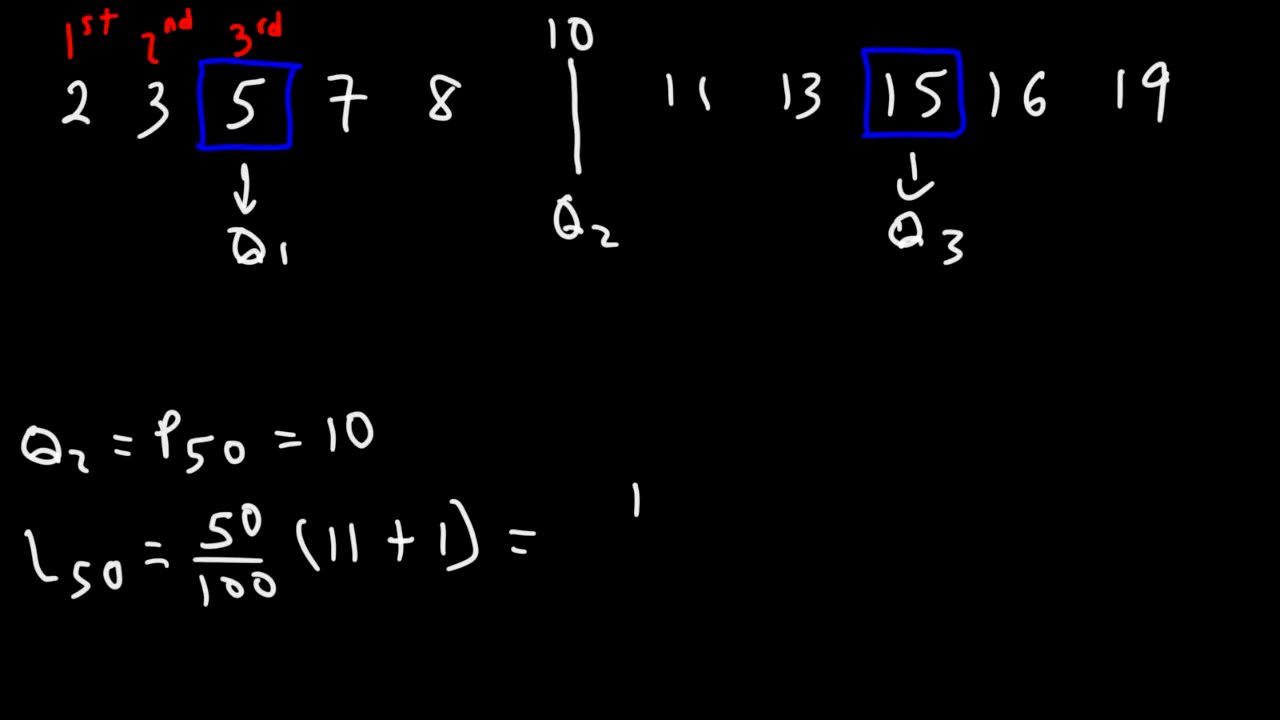 1st 2nd 3rd
2 3 5 7 8 10 11 13 15 16 19
Q1 Q2 Q3
Q2 = P50 = 10
L50 = 50/100 (11 + 1) = 1